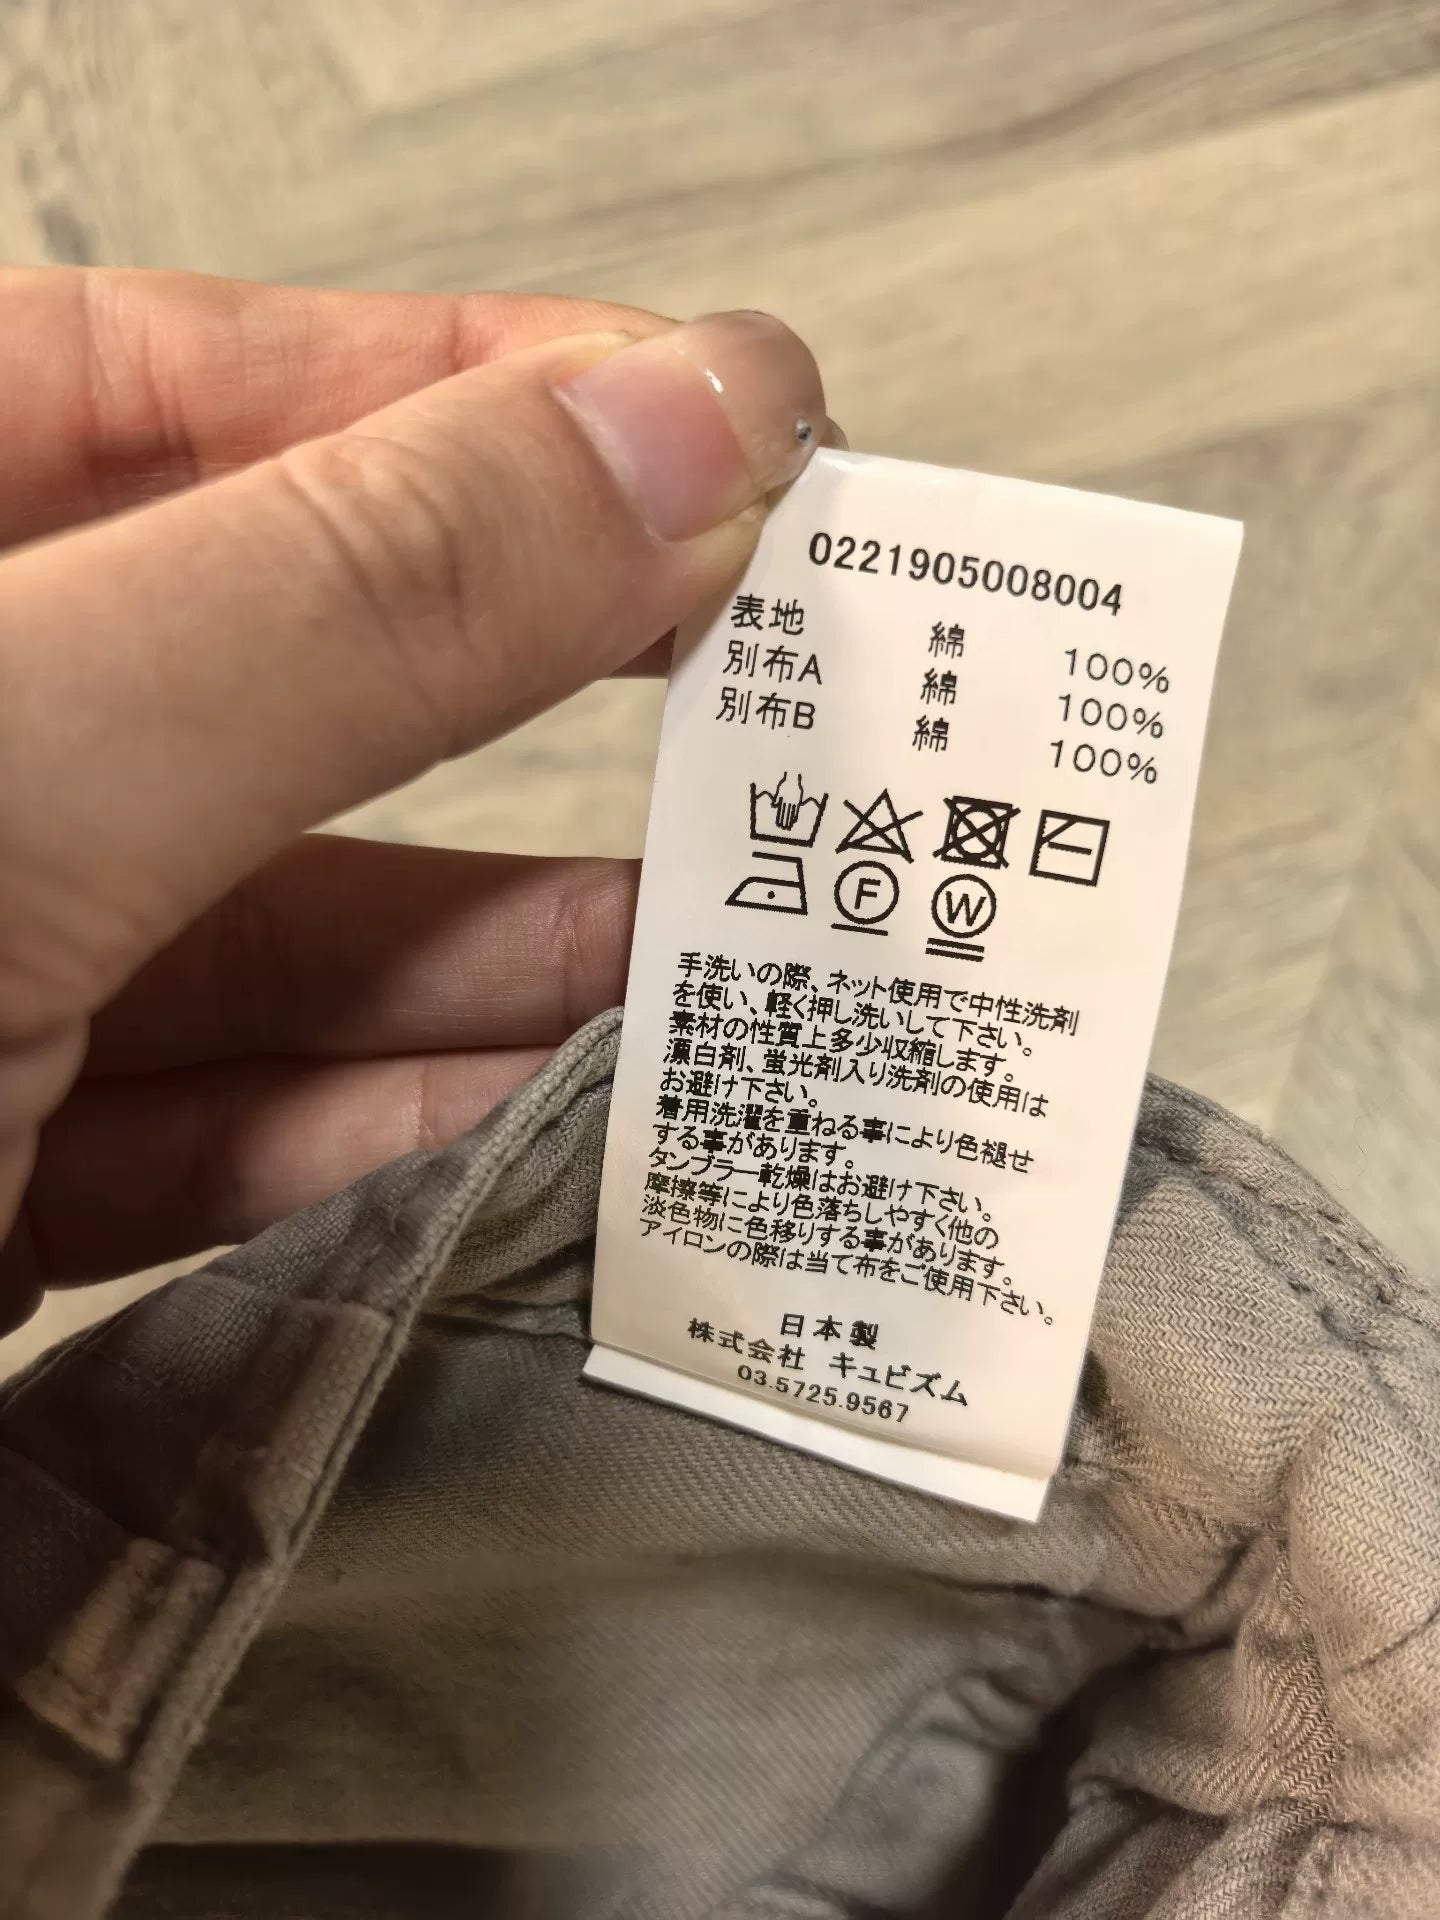 0221905008004
表地 綿 100%
別布A 綿 100%
別布B 綿 100%
F W
手洗いの際、ネット使用で中性洗剤
を使い、軽く押し洗いして下さい。
素材の性質上多少収縮します。
漂白剤、蛍光剤入り洗剤の使用は
お避け下さい。
着用洗濯を重ねる事により色褪せ
する事があります。
タンブラー乾燥はお避け下さい。
摩擦等により色落ちしやすく他の
淡色物に色移りする事があります。
アイロンの際は当て布をご使用下さい。
日本製
株式会社 キュビズム
03.5725.9567